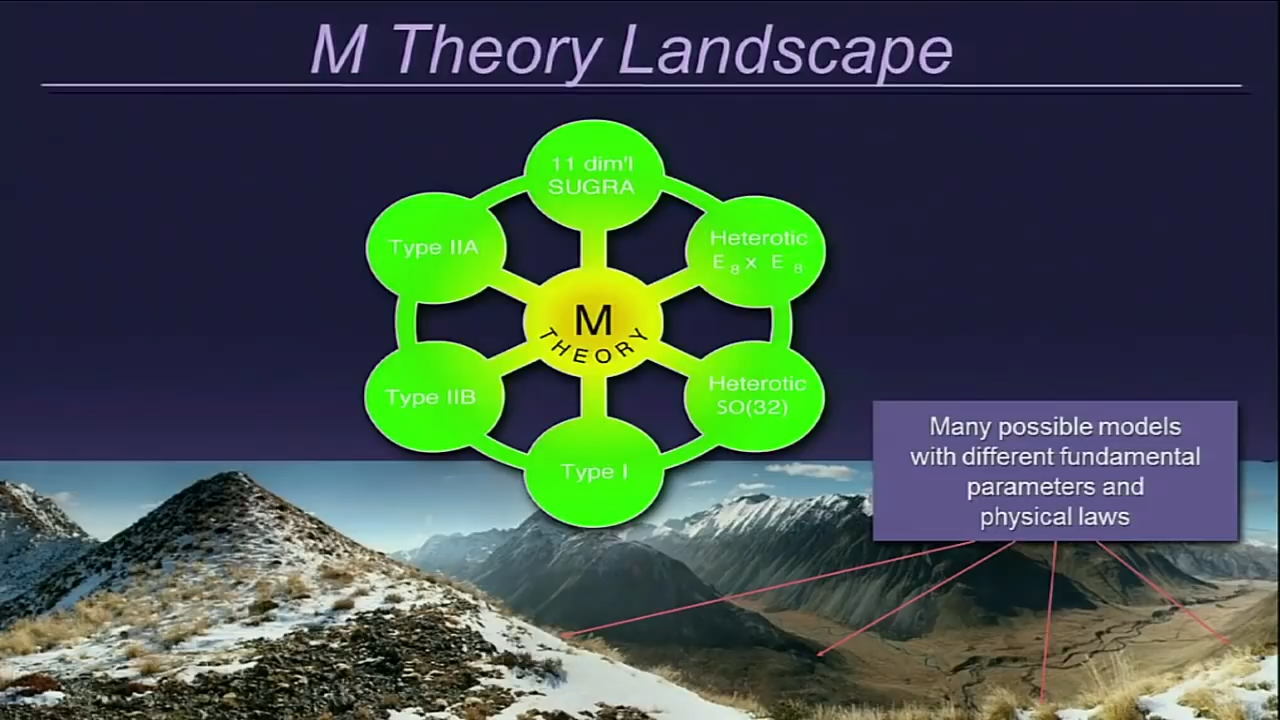 M Theory Landscape
11 dim'l
SUGRA
Type IIA
Heterotic
E₈ x E₈
M
THEORY
Type IIB
Heterotic
SO(32)
Type I
Many possible models
with different fundamental
parameters and
physical laws